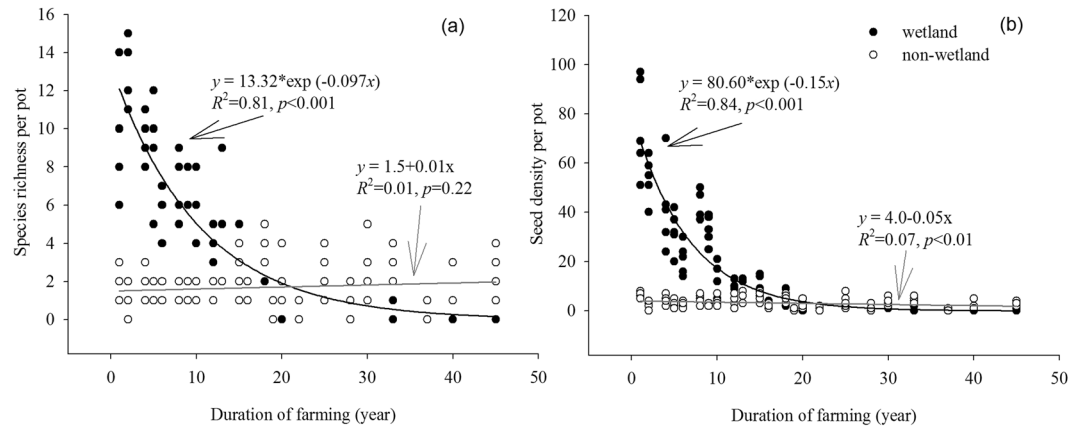 16
14
12
10
8
6
4
2
0
Species richness per pot
(a)
y = 13.32*exp (-0.097x)
R²=0.81, p<0.001
y = 1.5+0.01x
R²=0.01, p=0.22
0 10 20 30 40 50
Duration of farming (year)
120
100
80
60
40
20
0
Seed density per pot
(b)
wetland
non-wetland
y = 80.60*exp (-0.15x)
R²=0.84, p<0.001
y = 4.0-0.05x
R²=0.07, p<0.01
0 10 20 30 40 50
Duration of farming (year)